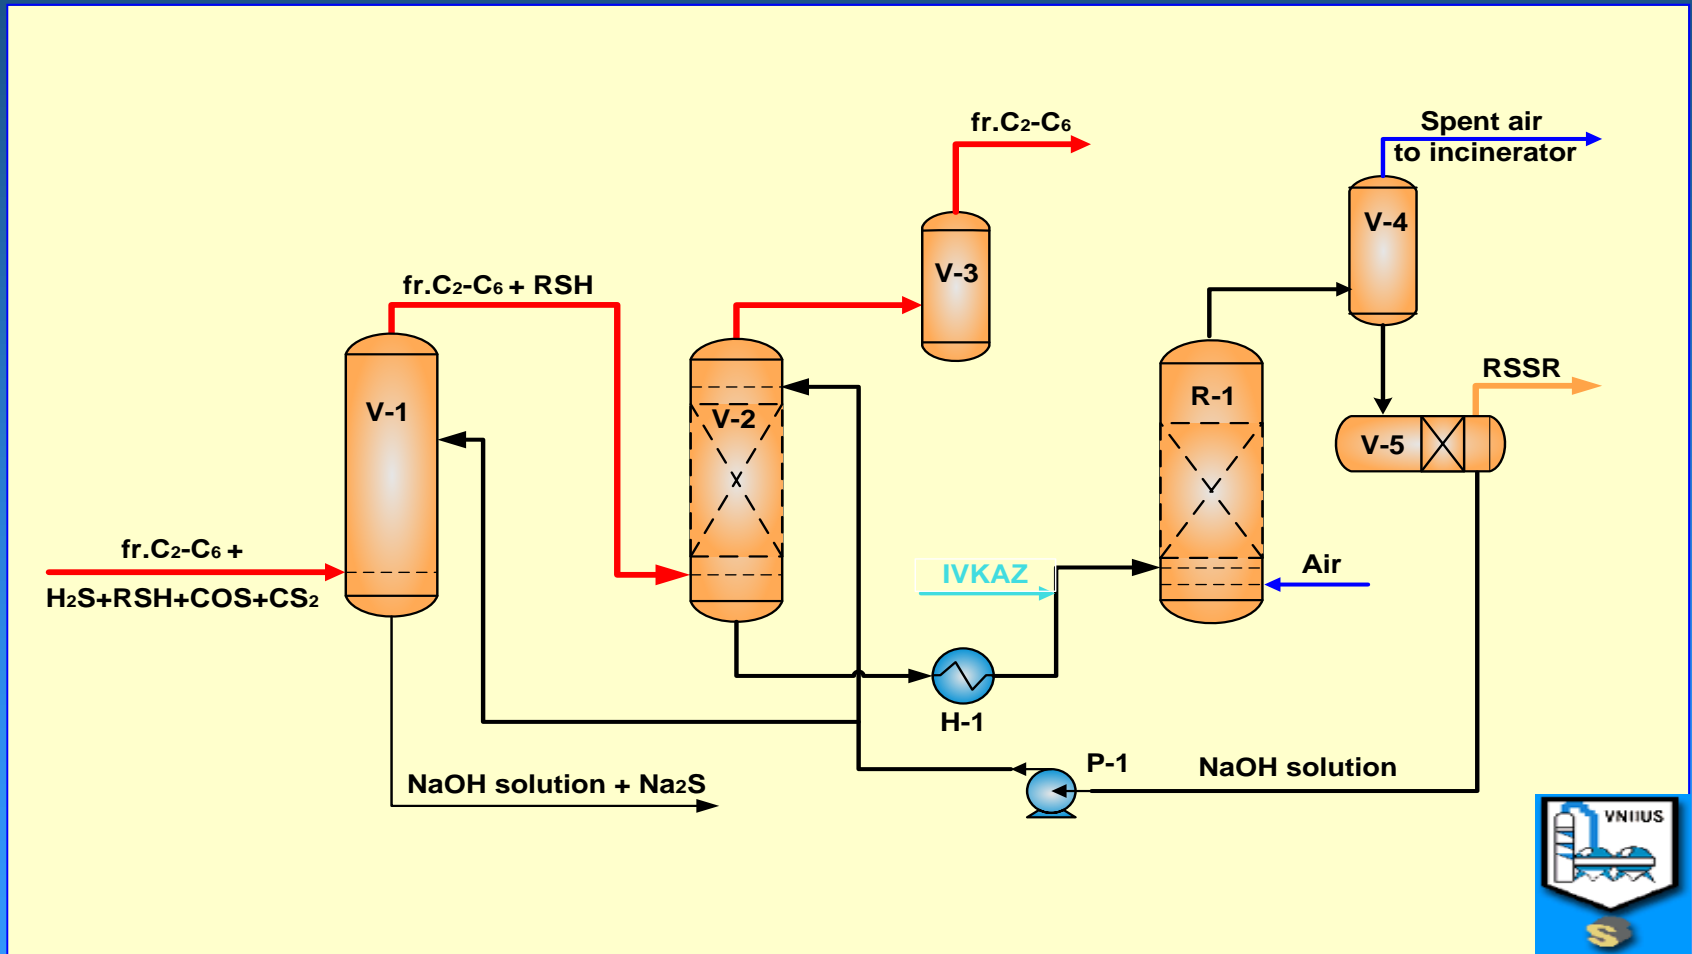 fr.C2-C6
Spent air
to incinerator
V-4
V-3
fr.C2-C6 + RSH
RSSR
R-1
V-1
V-2
V-5
fr.C2-C6 +
H2S+RSH+COS+CS2
IVKAZ
Air
H-1
P-1
NaOH solution
NaOH solution + Na2S
VNIIUS
S